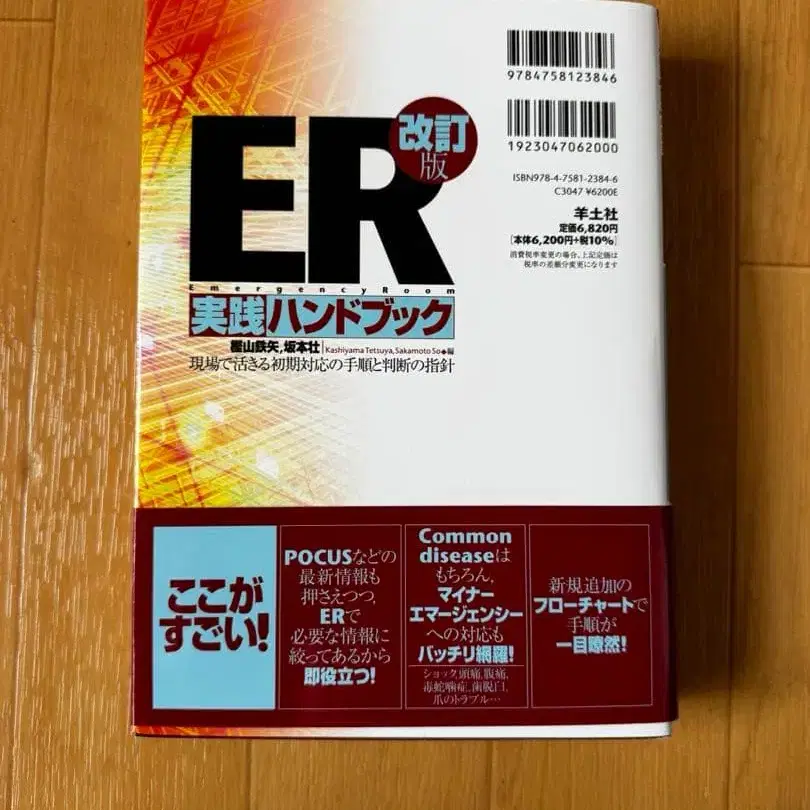 9784758123846
1923047062000
ISBN978-4-7581-2384-6
C3047 ¥6200E
羊土社
定価6,820円
[本体6,200円+税10%]
消費税率変更の場合、上記定価は
税率の差額分変更になります
改訂
版
ER
Emergency Room
実践ハンドブック
樫山鉄矢,坂本壮 Kashiyama Tetsuya, Sakamoto So◆編
現場で活きる初期対応の手順と判断の指針
ここが
すごい!
POCUSなどの
最新情報も
押さえつつ,
ERで
必要な情報に
絞ってあるから
即役立つ!
Common
diseaseは
もちろん,
マイナー
エマージェンシー
への対応も
バッチリ網羅!
ショック,頭痛,腹痛,
毒蛇咬症,歯脱臼,
爪のトラブル…
新規追加の
フローチャートで
手順が
一目瞭然!